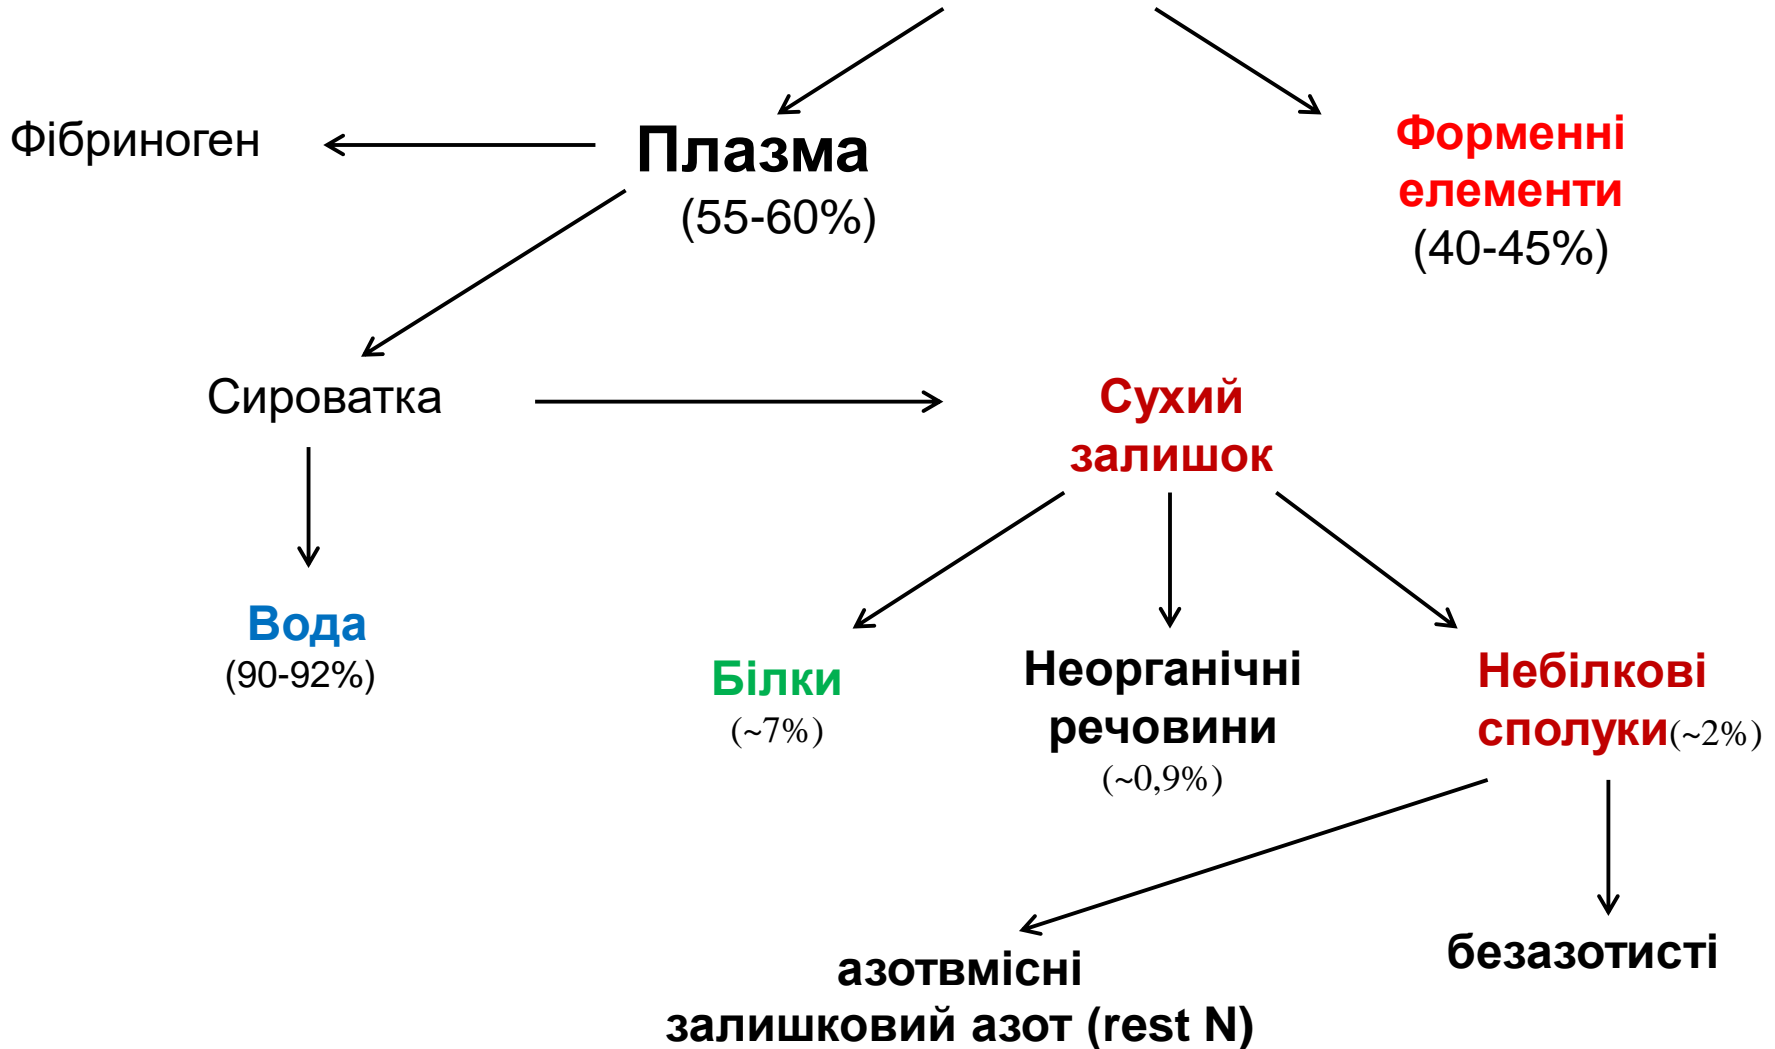 Фібриноген
Плазма
(55-60%)
Форменні
елементи
(40-45%)
Сироватка
Сухий
залишок
Вода
(90-92%)
Білки
(~7%)
Неорганічні
речовини
(~0,9%)
Небілкові
сполуки(~2%)
азотвмісні
залишковий азот (rest N)
безазотисті